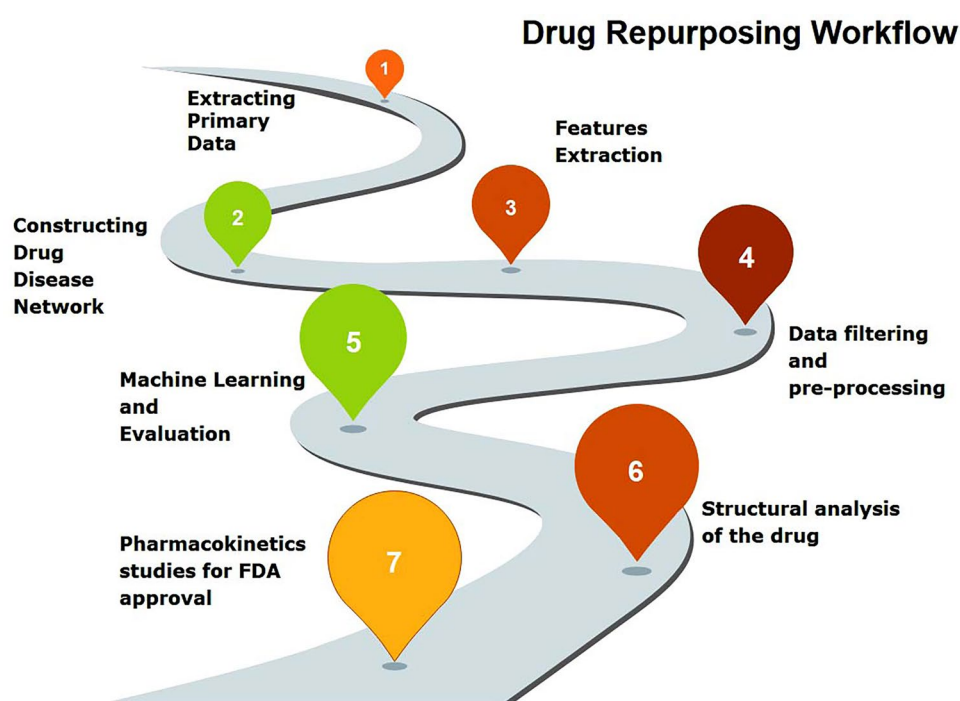 Drug Repurposing Workflow
1
Extracting
Primary
Data
2
Constructing
Drug
Disease
Network
3
Features
Extraction
4
Data filtering
and
pre-processing
5
Machine Learning
and
Evaluation
6
Structural analysis
of the drug
7
Pharmacokinetics
studies for FDA
approval